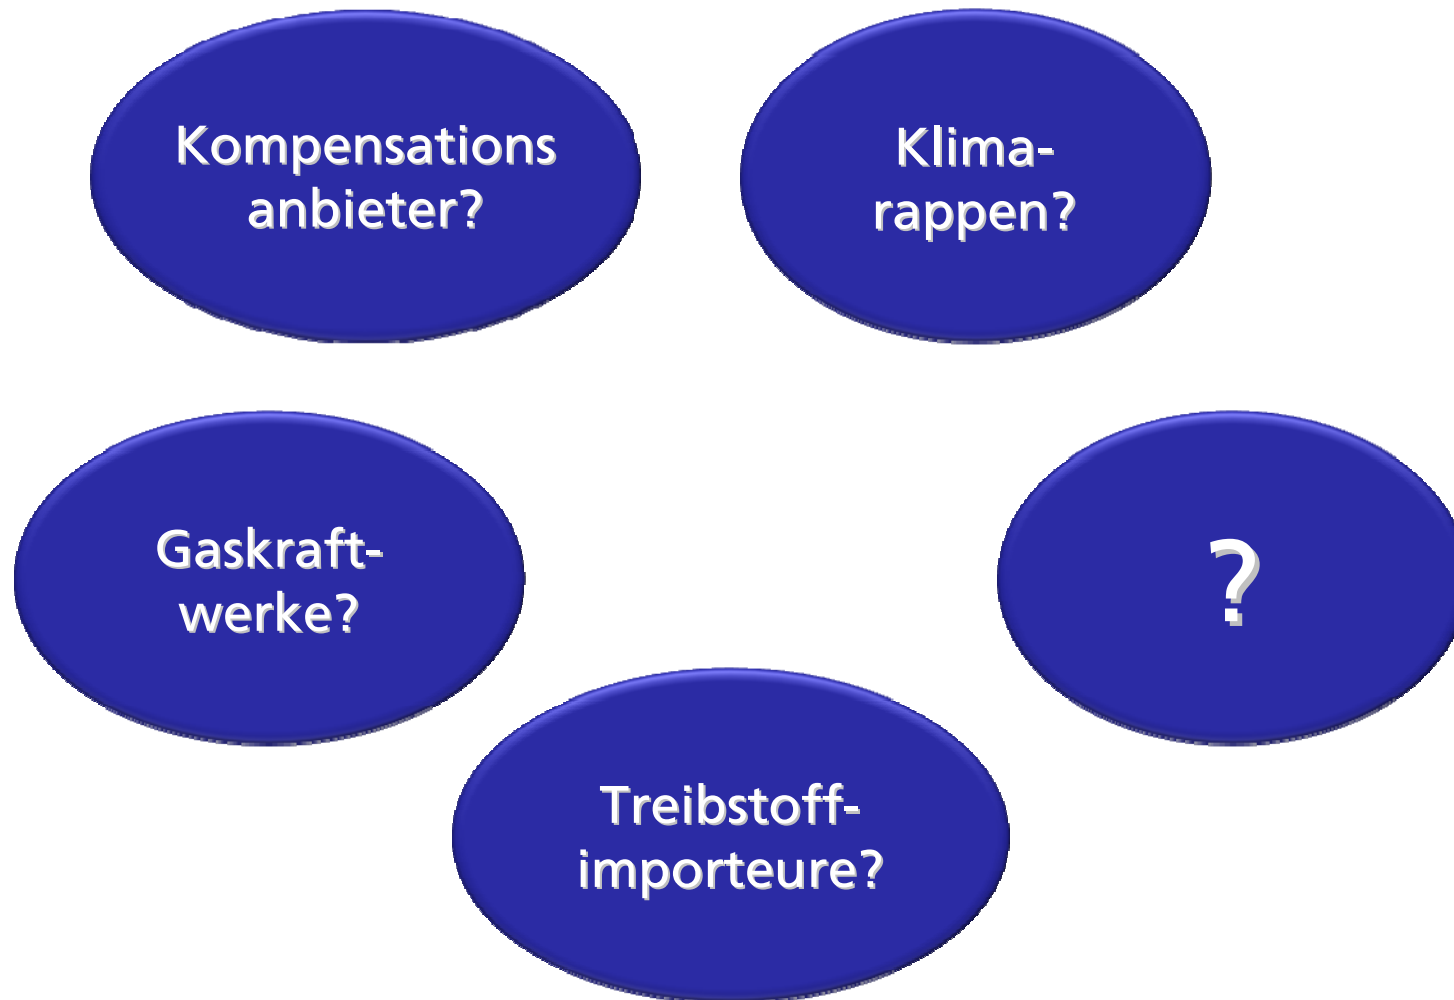 Kompensations
anbieter?
Klima-
rappen?
Gaskraft-
werke?
?
Treibstoff-
importeure?